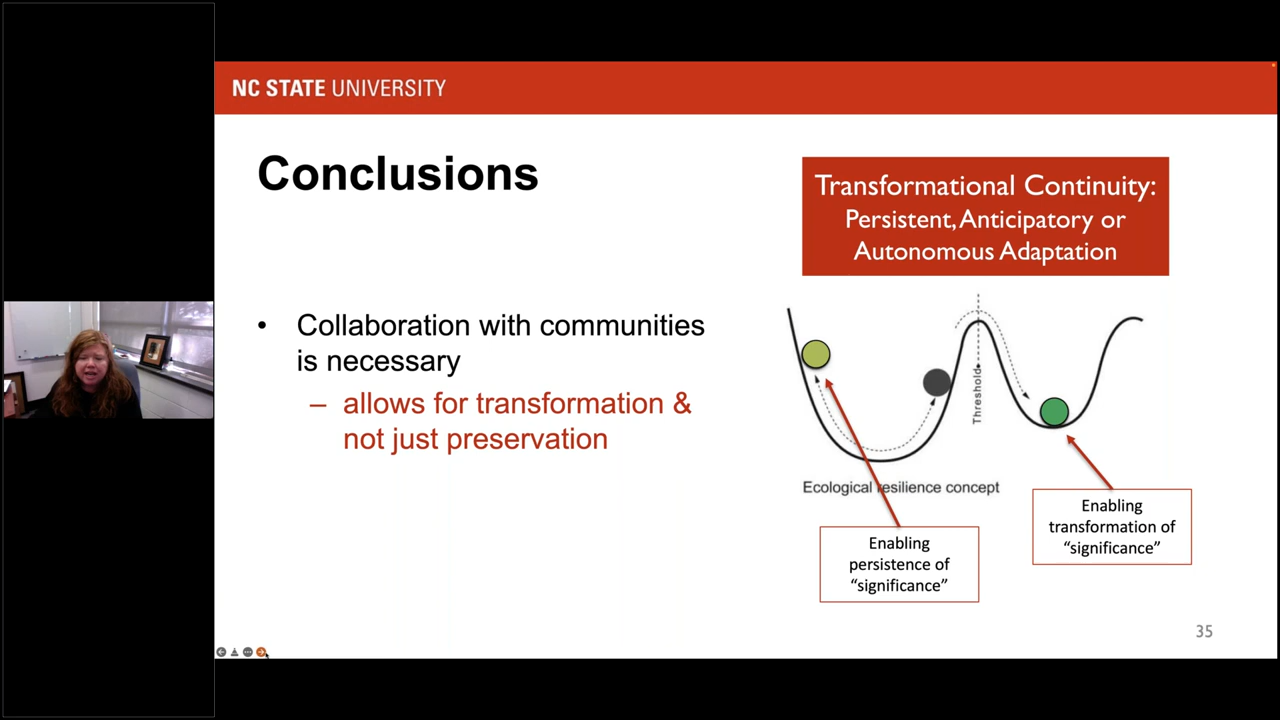 NC STATE UNIVERSITY
Conclusions
• Collaboration with communities
is necessary
– allows for transformation &
not just preservation
Transformational Continuity:
Persistent, Anticipatory or
Autonomous Adaptation
Threshold
Ecological resilience concept
Enabling
persistence of
“significance”
Enabling
transformation of
“significance”
35